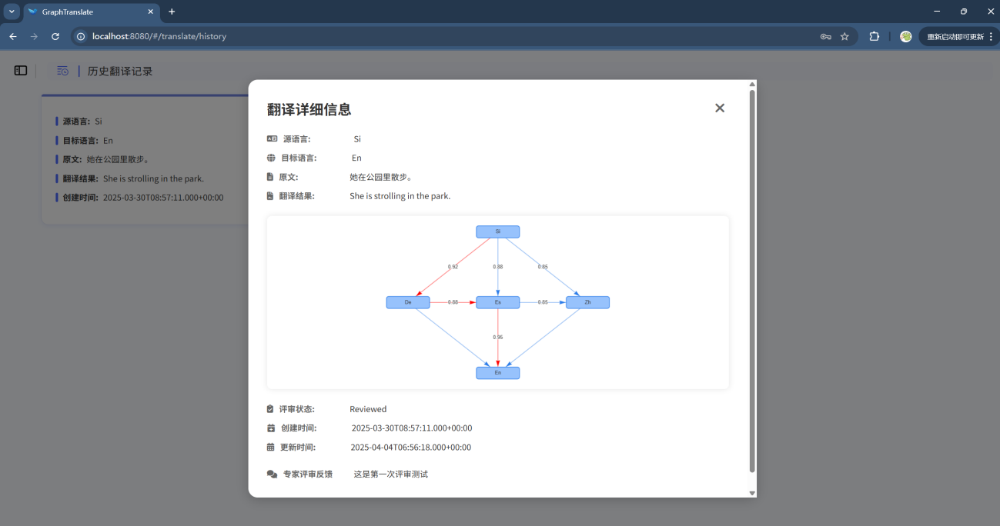 GraphTranslate
localhost:8080/#/translate/history
重新启动即可更新
历史翻译记录
源语言: Si
目标语言: En
原文: 她在公园里散步。
翻译结果: She is strolling in the park.
创建时间: 2025-03-30T08:57:11.000+00:00
翻译详细信息
源语言: Si
目标语言: En
原文: 她在公园里散步。
翻译结果: She is strolling in the park.
Si
0.92 0.88 0.85
De 0.88 Es 0.85 Zh
0.95
En
评审状态: Reviewed
创建时间: 2025-03-30T08:57:11.000+00:00
更新时间: 2025-04-04T06:56:18.000+00:00
专家评审反馈 这是第一次评审测试